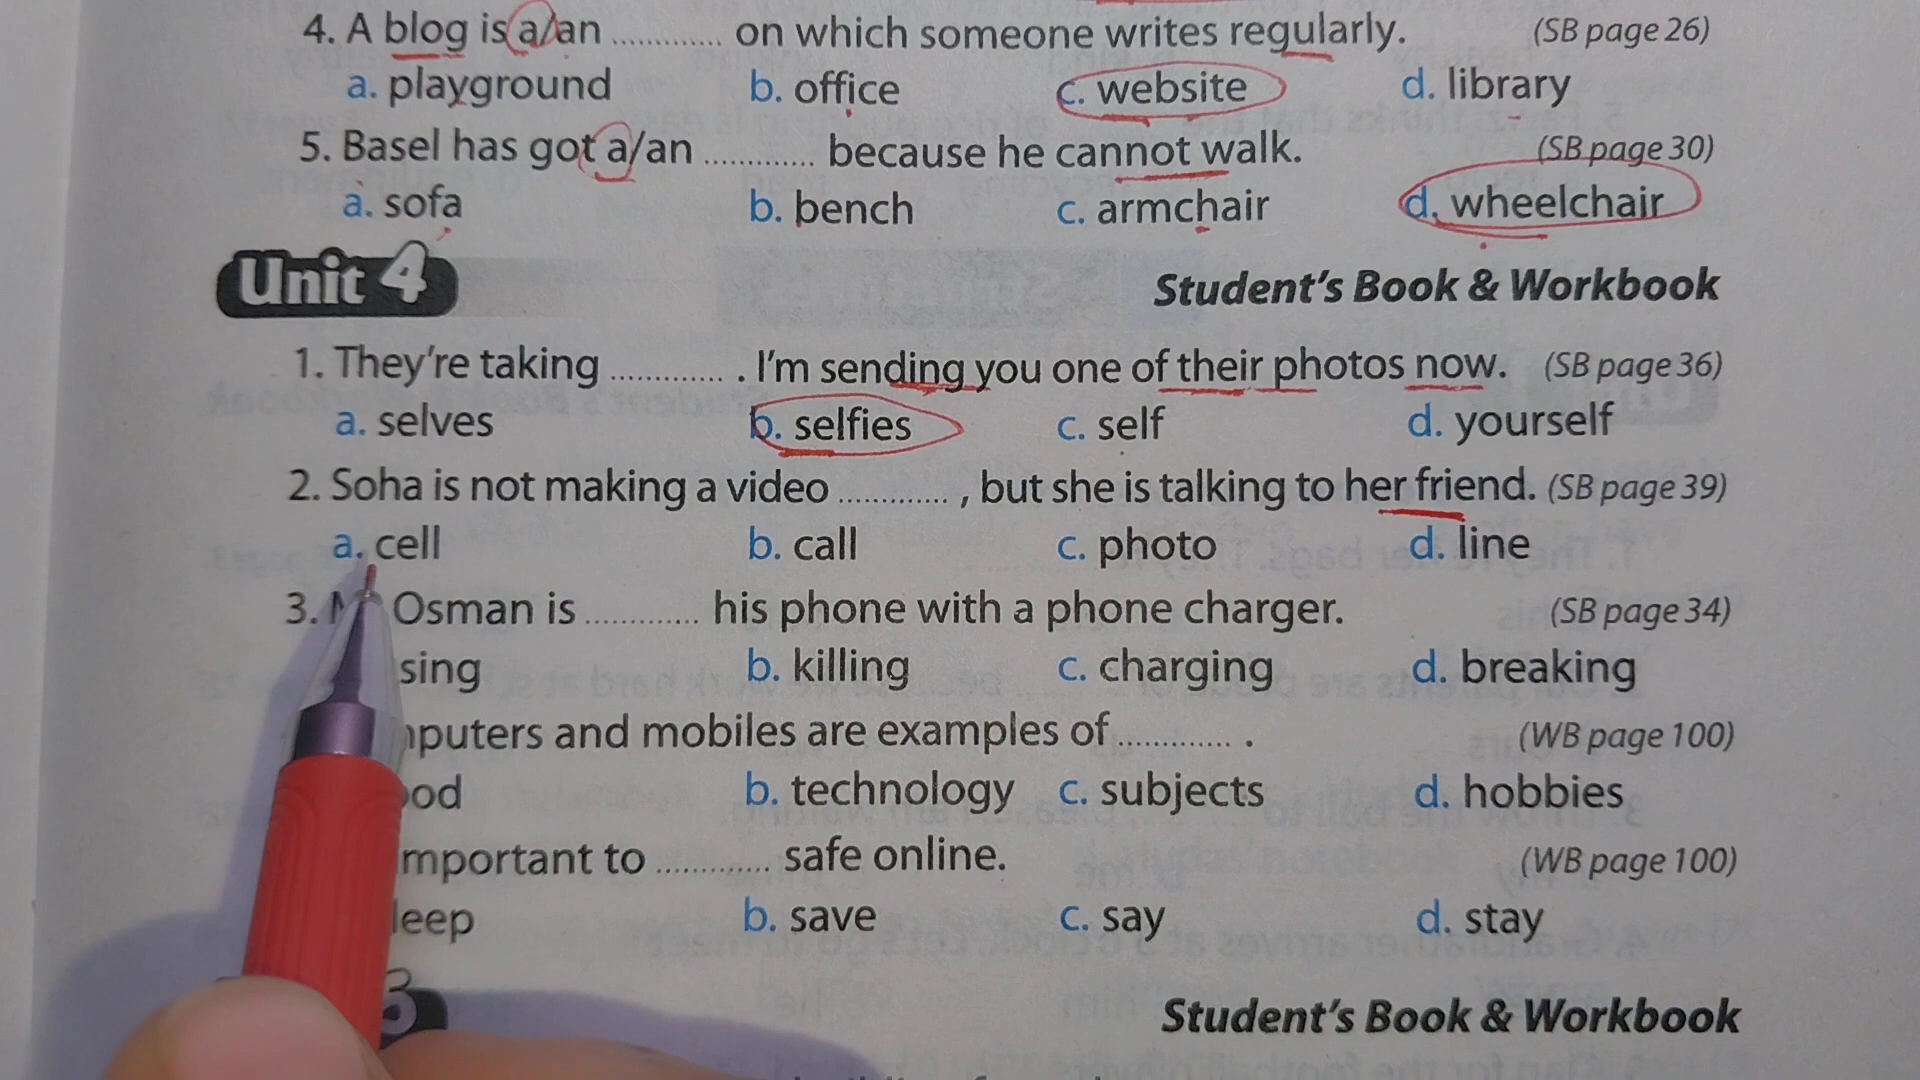 4. A blog is a/an ............. on which someone writes regularly. (SB page 26)
a. playground b. office c. website d. library
5. Basel has got a/an ............. because he cannot walk. (SB page 30)
a. sofa b. bench c. armchair d. wheelchair
Unit 4 Student's Book & Workbook
1. They're taking ............. . I'm sending you one of their photos now. (SB page 36)
a. selves b. selfies c. self d. yourself
2. Soha is not making a video ............. , but she is talking to her friend. (SB page 39)
a. cell b. call c. photo d. line
3. Osman is ............. his phone with a phone charger. (SB page 34)
sing b. killing c. charging d. breaking
puters and mobiles are examples of ............. . (WB page 100)
od b. technology c. subjects d. hobbies
mportant to ............. safe online. (WB page 100)
leep b. save c. say d. stay
Student's Book & Workbook